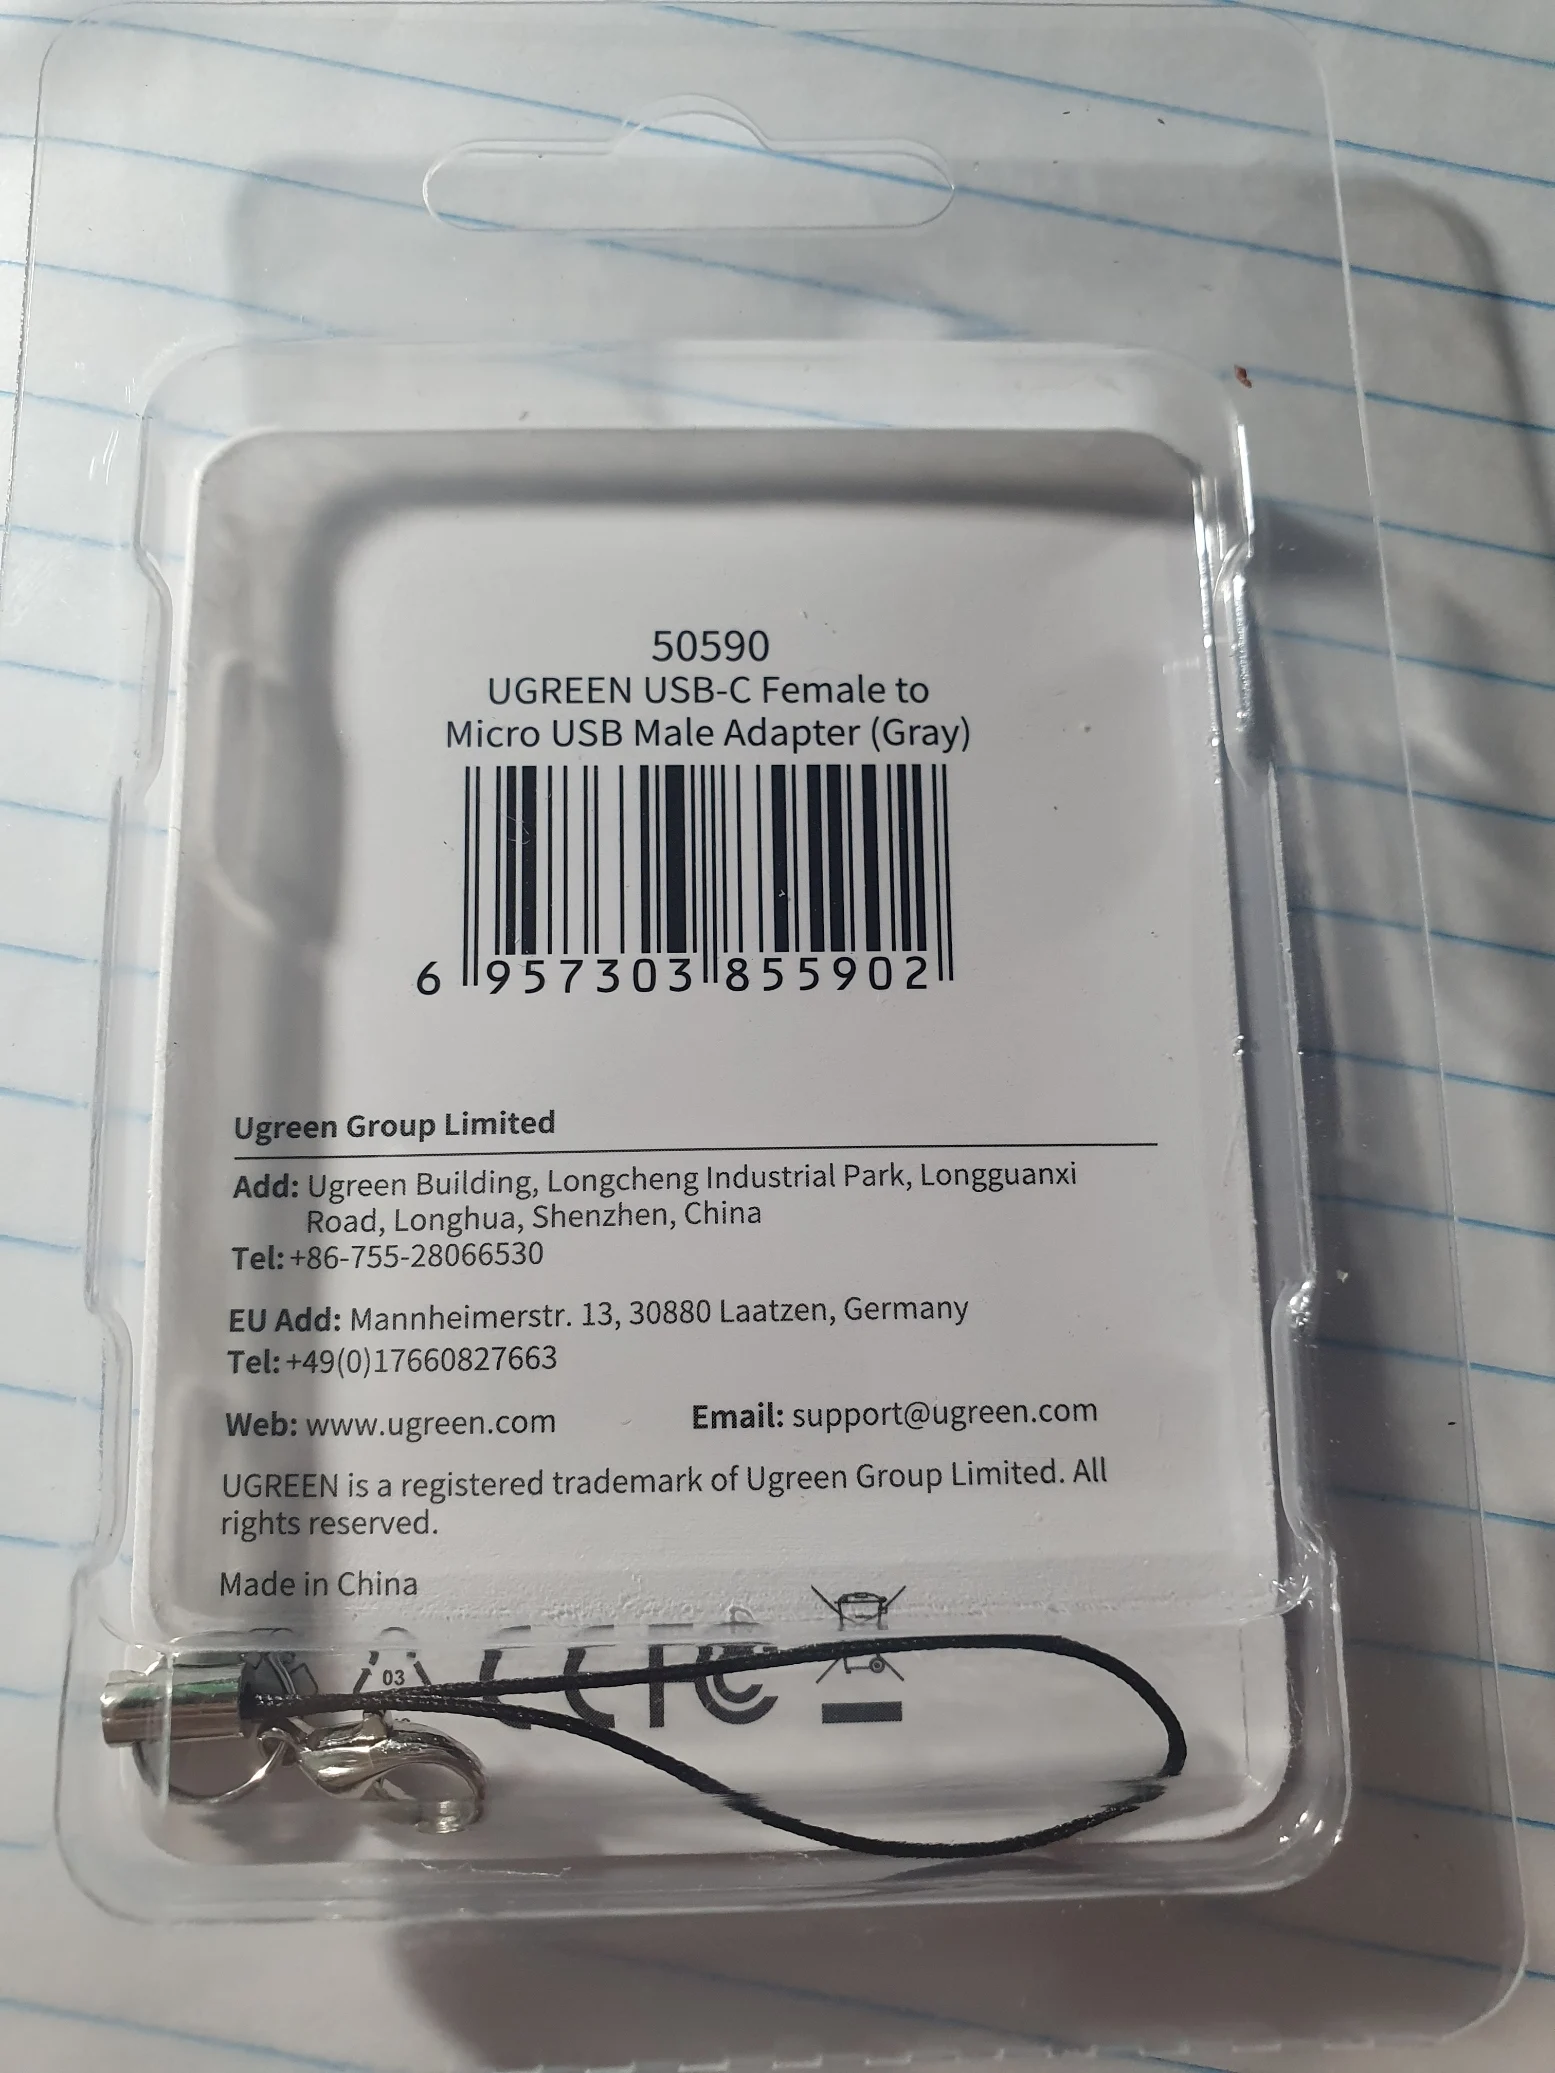 50590
UGREEN USB-C Female to
Micro USB Male Adapter (Gray)
6 957303 855902
Ugreen Group Limited
Add: Ugreen Building, Longcheng Industrial Park, Longguanxi
Road, Longhua, Shenzhen, China
Tel: +86-755-28066530
EU Add: Mannheimerstr. 13, 30880 Laatzen, Germany
Tel: +49(0)17660827663
Web: www.ugreen.com Email: support@ugreen.com
UGREEN is a registered trademark of Ugreen Group Limited. All
rights reserved.
Made in China
03 CE FC